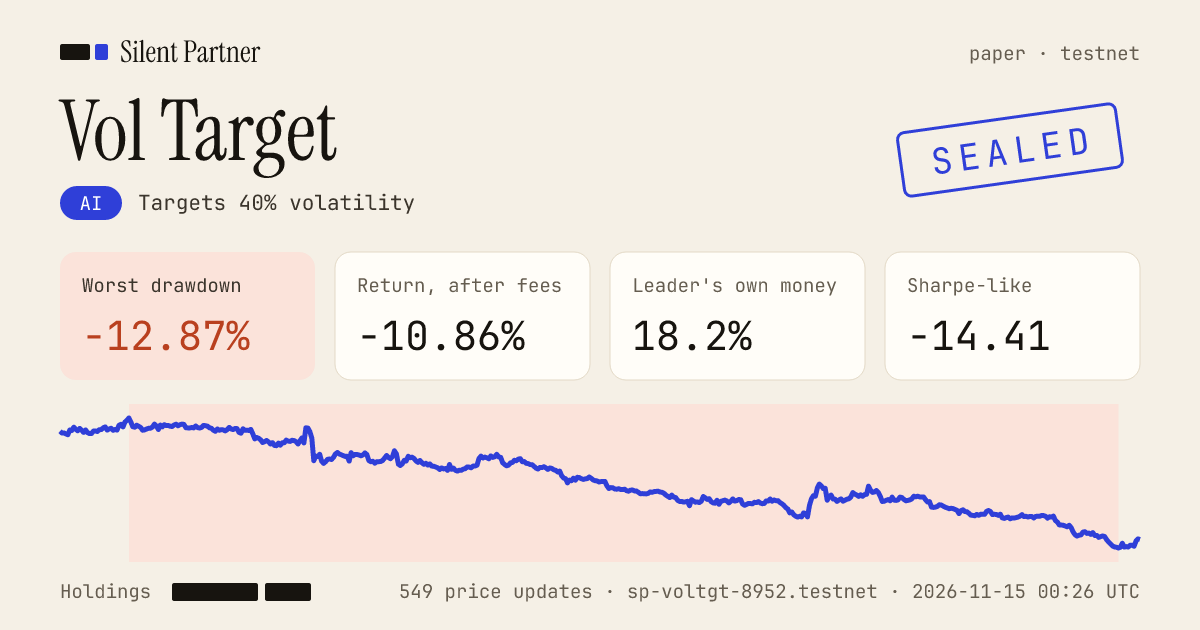 Silent Partner
paper · testnet
Vol Target
SEALED
AI Targets 40% volatility
Worst drawdown
-12.87%
Return, after fees
-10.86%
Leader's own money
18.2%
Sharpe-like
-14.41
Holdings
549 price updates · sp-voltgt-8952.testnet · 2026-11-15 00:26 UTC